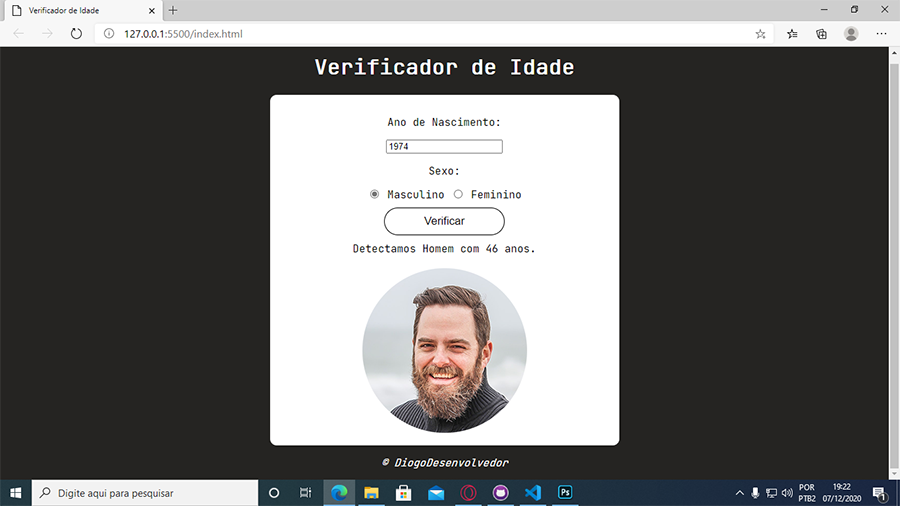 Verificador de Idade
127.0.0.1:5500/index.html
Verificador de Idade
Ano de Nascimento:
1974
Sexo:
Masculino Feminino
Verificar
Detectamos Homem com 46 anos.
© DiogoDesenvolvedor
Digite aqui para pesquisar
Ps
POR
PTB2
19:22
07/12/2020
1